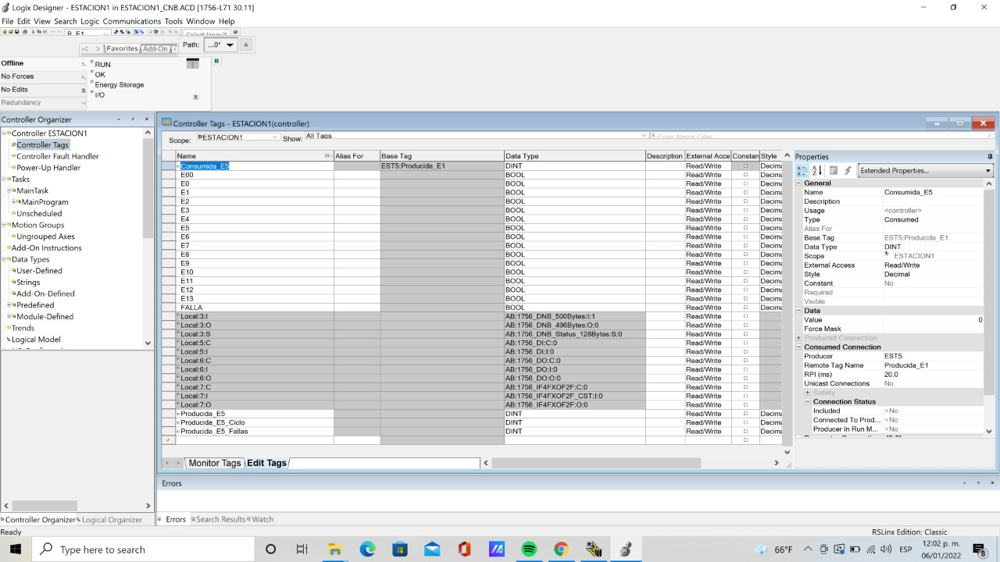 Logix Designer - ESTACION1 in ESTACION1_CNB.ACD [1756-L71 30.11]
File Edit View Search Logic Communications Tools Window Help
Favorites Add-On
Path: ...0*
Offline
No Forces
No Edits
Redundancy
RUN
OK
Energy Storage
I/O
Controller Organizer
Controller ESTACION1
Controller Tags
Controller Fault Handler
Power-Up Handler
Tasks
MainTask
MainProgram
Unscheduled
Motion Groups
Ungrouped Axes
Add-On Instructions
Data Types
User-Defined
Strings
Add-On-Defined
Predefined
Module-Defined
Trends
Logical Model
Controller Organizer Logical Organizer
Controller Tags - ESTACION1(controller)
Scope: ESTACION1 Show: All Tags Enter Name Filter
Name Alias For Base Tag Data Type Description External Acce Constan Style
Consumida_E5 EST5:Producida_E1 DINT Read/Write Decima
E00 BOOL Read/Write Decima
E0 BOOL Read/Write Decima
E1 BOOL Read/Write Decima
E2 BOOL Read/Write Decima
E3 BOOL Read/Write Decima
E4 BOOL Read/Write Decima
E5 BOOL Read/Write Decima
E6 BOOL Read/Write Decima
E7 BOOL Read/Write Decima
E8 BOOL Read/Write Decima
E9 BOOL Read/Write Decima
E10 BOOL Read/Write Decima
E11 BOOL Read/Write Decima
E12 BOOL Read/Write Decima
E13 BOOL Read/Write Decima
FALLA BOOL Read/Write Decima
Local:3:I AB:1756_DNB_500Bytes:I:1 Read/Write
Local:3:O AB:1756_DNB_496Bytes:O:0 Read/Write
Local:3:S AB:1756_DNB_Status_128Bytes:S:0 Read/Write
Local:5:C AB:1756_DI:C:0 Read/Write
Local:5:I AB:1756_DI:I:0 Read/Write
Local:6:C AB:1756_DO:C:0 Read/Write
Local:6:I AB:1756_DO:I:0 Read/Write
Local:6:O AB:1756_DO:O:0 Read/Write
Local:7:C AB:1756_IF4FXOF2F:C:0 Read/Write
Local:7:I AB:1756_IF4FXOF2F_CST:I:0 Read/Write
Local:7:O AB:1756_IF4FXOF2F:O:0 Read/Write
Producida_E5 DINT Read/Write Decima
Producida_E5_Ciclo DINT Read/Write Decima
Producida_E5_Fallas DINT Read/Write Decima
Monitor Tags Edit Tags
Properties
Extended Properties...
General
Name Consumida_E5
Description
Usage <controller>
Type Consumed
Alias For
Base Tag EST5:Producida_E1
Data Type DINT
Scope ESTACION1
External Access Read/Write
Style Decimal
Constant No
Required
Visible
Data
Value 0
Force Mask
Produced Connection
Consumed Connection
Producer EST5
Remote Tag Name Producida_E1
RPI (ms) 20.0
Unicast Connections No
Safety
Connection Status
Included No
Connected To Prod... No
Producer In Run M... No
Errors
Errors Search Results Watch
Ready
RSLinx Edition: Classic
Type here to search
66°F
ESP
12:02 p. m.
06/01/2022
8